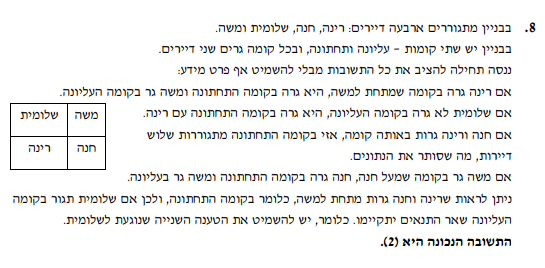 8. בבניין מתגוררים ארבעה דיירים: רינה, חנה, שלומית ומשה.
בבניין יש שתי קומות – עליונה ותחתונה, ובכל קומה גרים שני דיירים.
ננסה תחילה להציב את כל התשובות מבלי להשמיט אף פרט מידע:
אם רינה גרה בקומה שמתחת למשה, היא גרה בקומה התחתונה ומשה גר בקומה העליונה.
אם שלומית לא גרה בקומה העליונה, היא גרה בקומה התחתונה עם רינה.
אם חנה ורינה גרות באותה קומה, אזי בקומה התחתונה מתגוררות שלוש
דיירות, מה שסותר את הנתונים.
אם משה גר בקומה שמעל חנה, חנה גרה בקומה התחתונה ומשה גר בעליונה.
ניתן לראות שרינה וחנה גרות מתחת למשה, כלומר בקומה התחתונה, ולכן אם שלומית תגור בקומה
העליונה שאר התנאים יתקיימו. כלומר, יש להשמיט את הטענה השנייה שנוגעת לשלומית.
התשובה הנכונה היא (2).
משה שלומית
חנה רינה